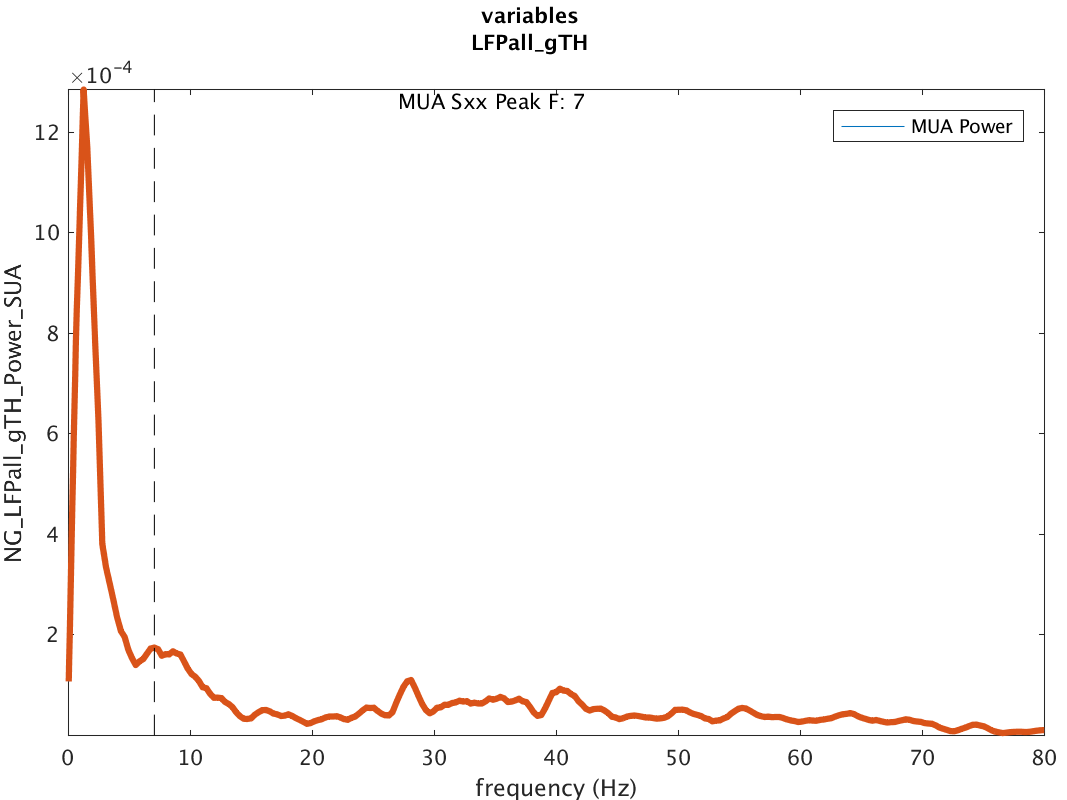 variables
LFPall_gTH
×10⁻⁴
MUA Sxx Peak F: 7
MUA Power
12
10
8
6
4
2
NG_LFPall_gTH_Power_SUA
0 10 20 30 40 50 60 70 80
frequency (Hz)